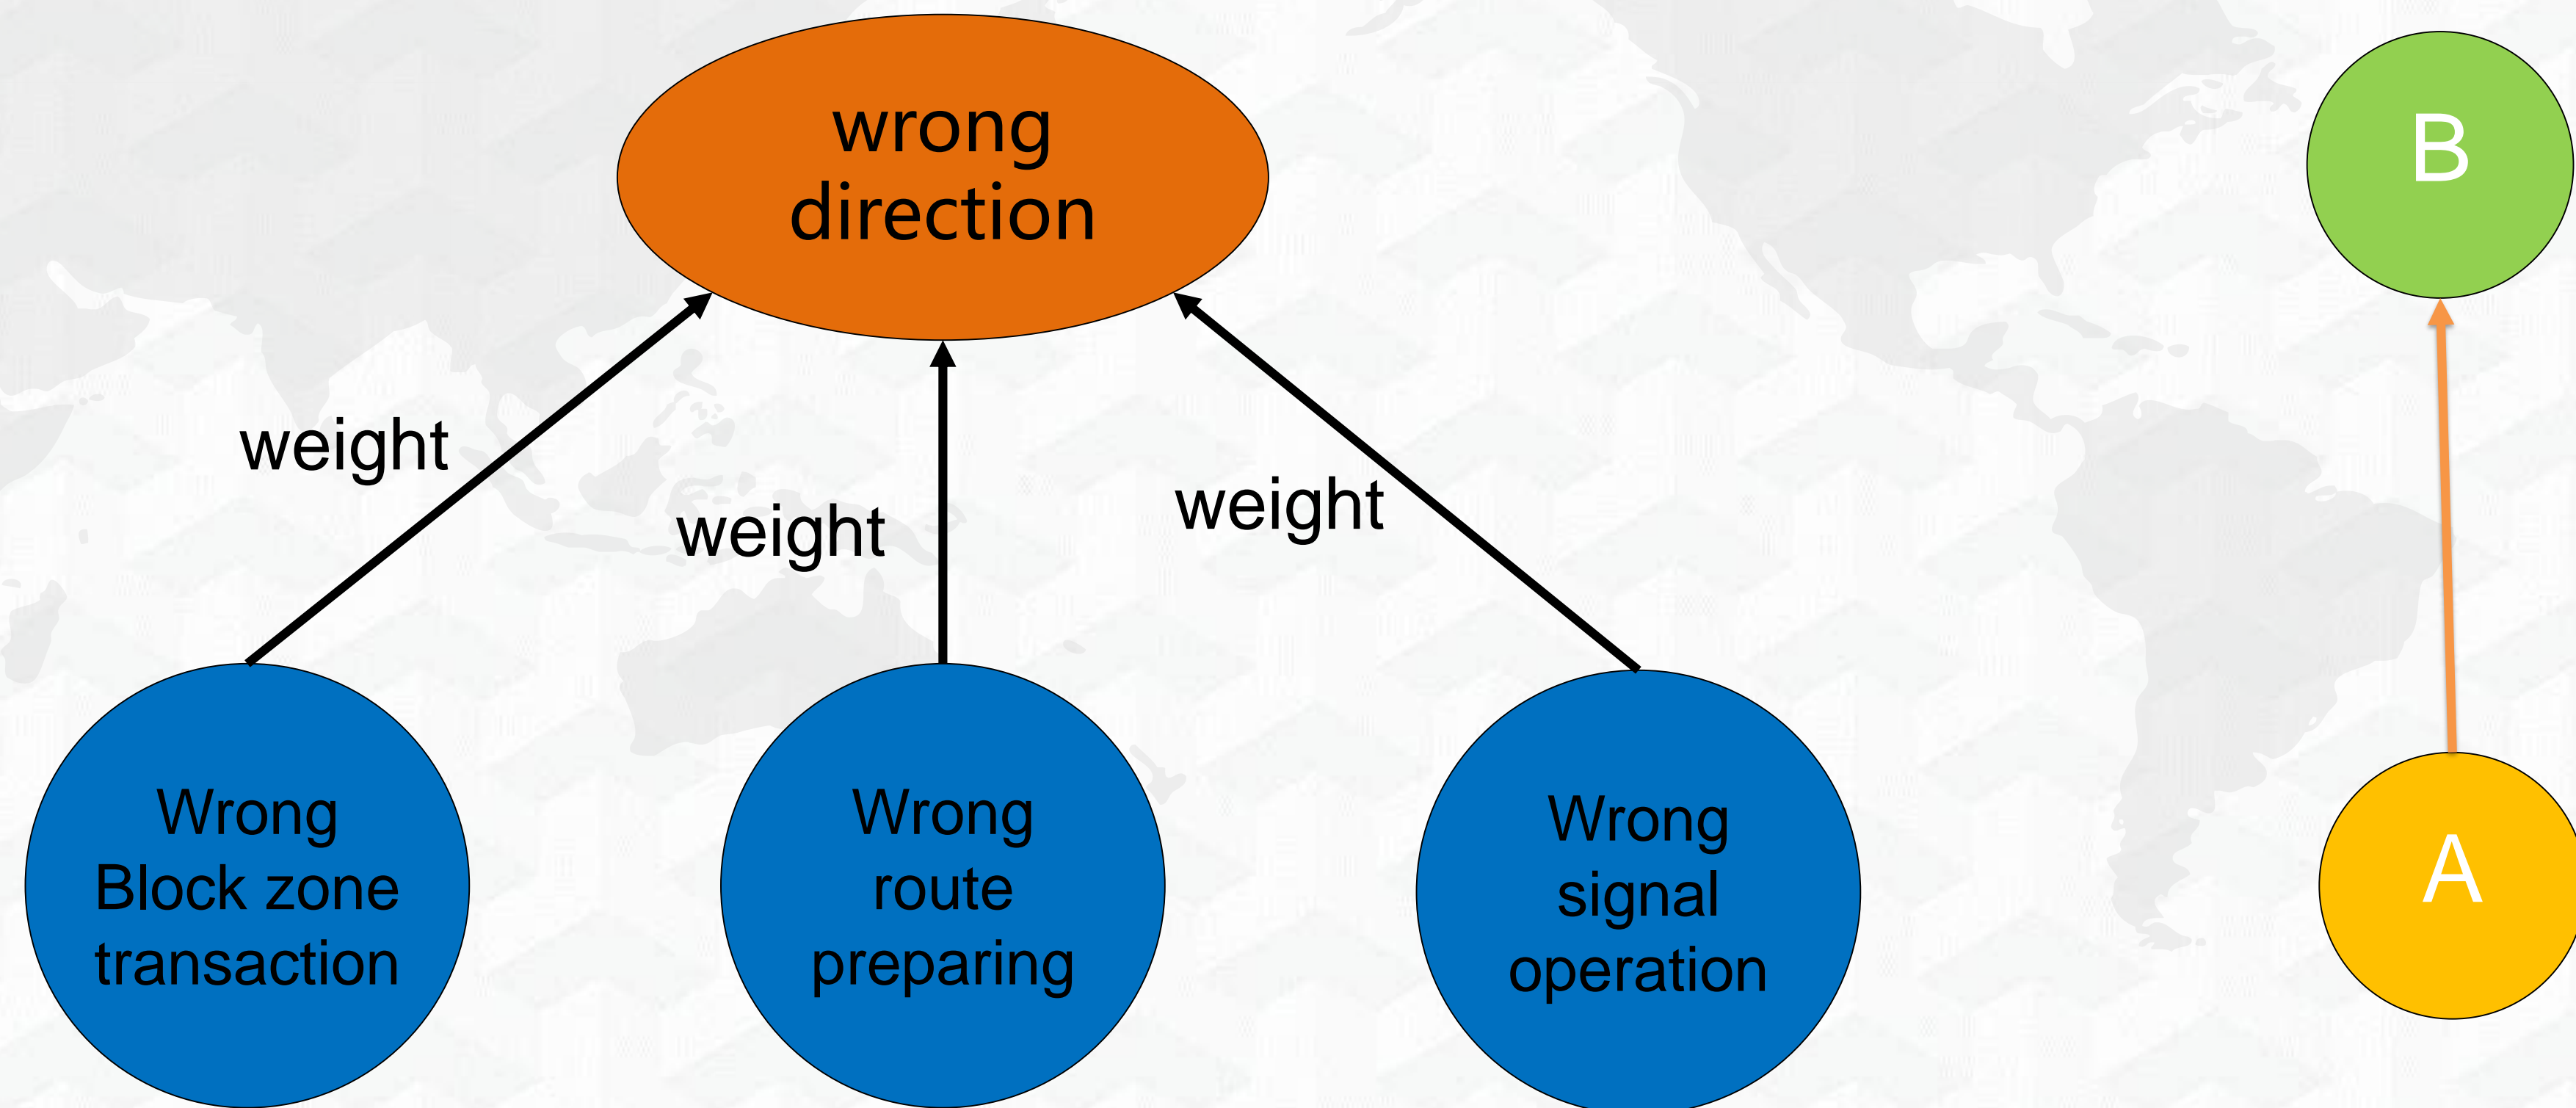 wrong
direction
B
weight
weight
weight
Wrong
Block zone
transaction
Wrong
route
preparing
Wrong
signal
operation
A